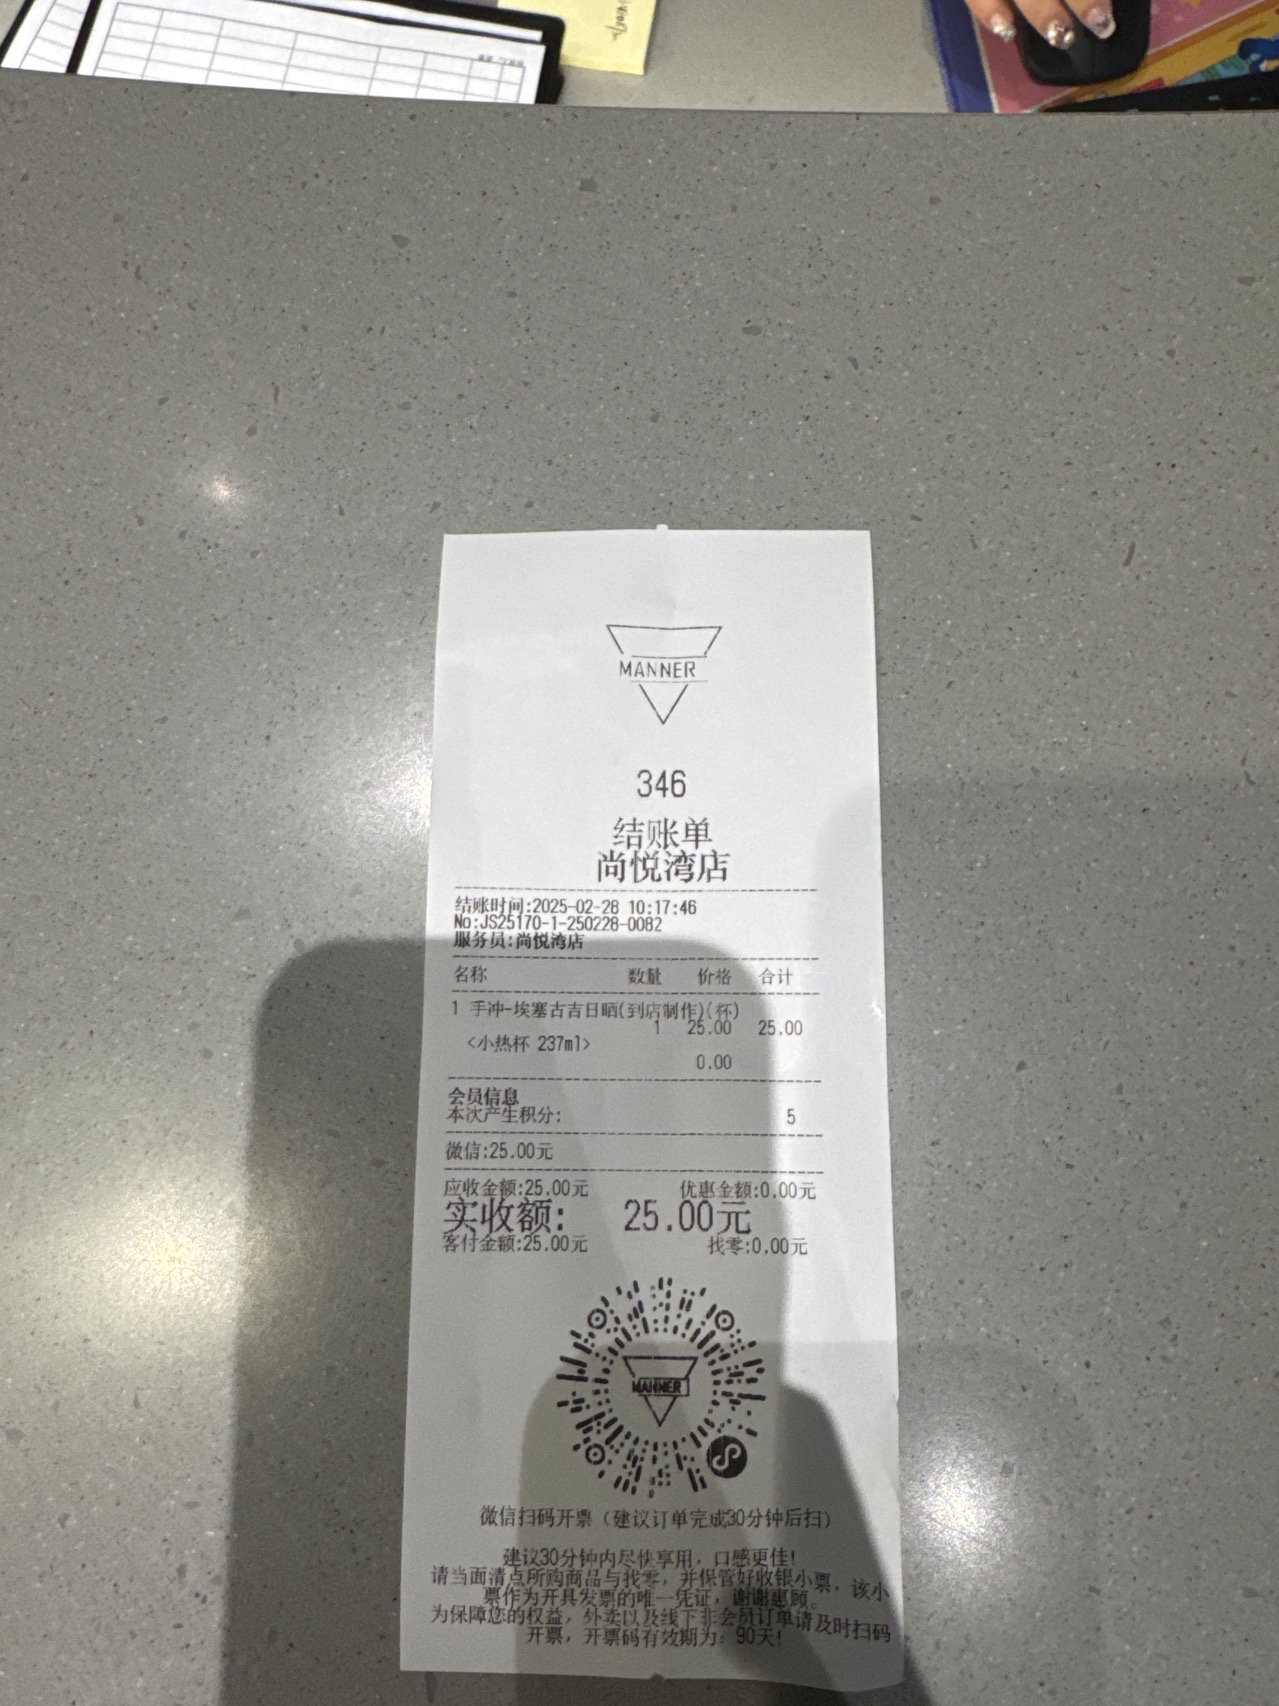 MANNER
346
结账单
尚悦湾店
结账时间:2025-02-28 10:17:46
No:JS25170-1-250228-0082
服务员:尚悦湾店
名称 数量 价格 合计
1 手冲-埃塞古吉日晒(到店制作)(杯)
1 25.00 25.00
<小热杯 237ml>
0.00
会员信息
本次产生积分: 5
微信:25.00元
应收金额:25.00元 优惠金额:0.00元
实收额: 25.00元
客付金额:25.00元 找零:0.00元
MANNER
微信扫码开票（建议订单完成30分钟后扫）
建议30分钟内尽快享用，口感更佳!
请当面清点所购商品与找零，并保管好收银小票，该小
票作为开具发票的唯一凭证，谢谢惠顾。
为保障您的权益，外卖以及线下非会员订单请及时扫码
开票，开票码有效期为：90天!